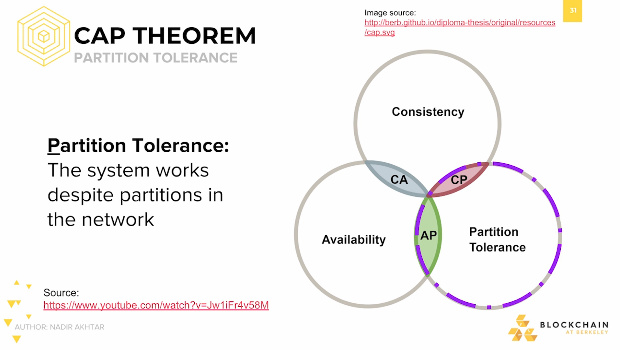 CAP THEOREM
PARTITION TOLERANCE
Image source:
http://berb.github.io/diploma-thesis/original/resources
/cap.svg
31
Partition Tolerance:
The system works
despite partitions in
the network
Consistency
CA
CP
Availability
AP
Partition
Tolerance
Source:
https://www.youtube.com/watch?v=Jw1iFr4v58M
AUTHOR: NADIR AKHTAR
BLOCKCHAIN
AT BERKELEY